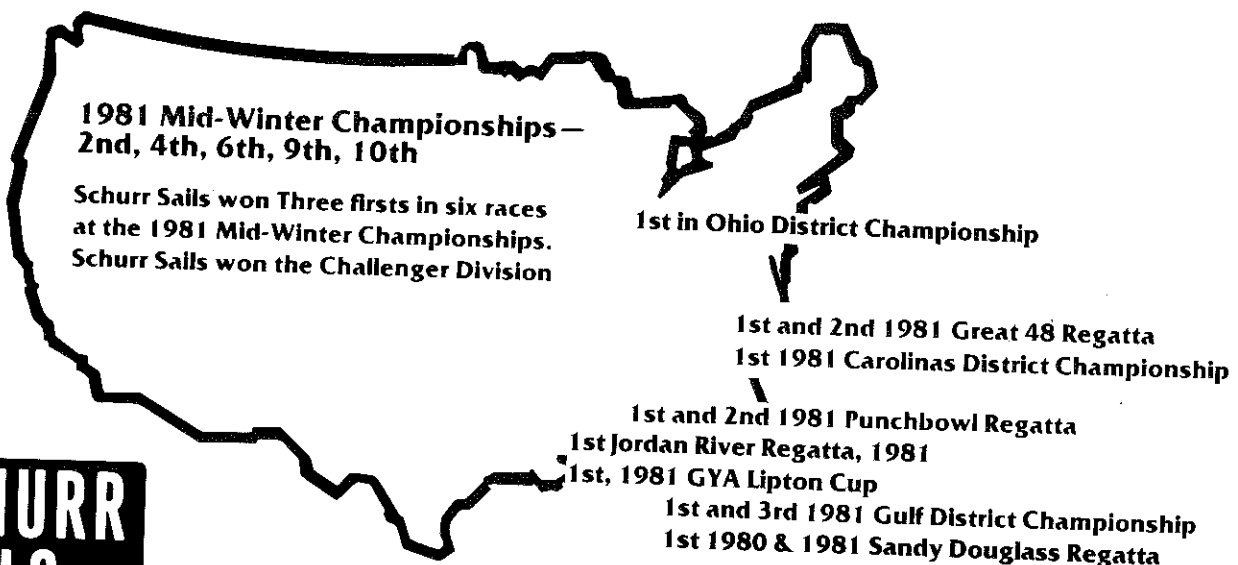 1981 Mid-Winter Championships—
2nd, 4th, 6th, 9th, 10th
Schurr Sails won Three firsts in six races
at the 1981 Mid-Winter Championships.
Schurr Sails won the Challenger Division
1st in Ohio District Championship
1st and 2nd 1981 Great 48 Regatta
1st 1981 Carolinas District Championship
1st and 2nd 1981 Punchbowl Regatta
1st Jordan River Regatta, 1981
1st, 1981 GYA Lipton Cup
1st and 3rd 1981 Gulf District Championship
1st 1980 & 1981 Sandy Douglass Regatta